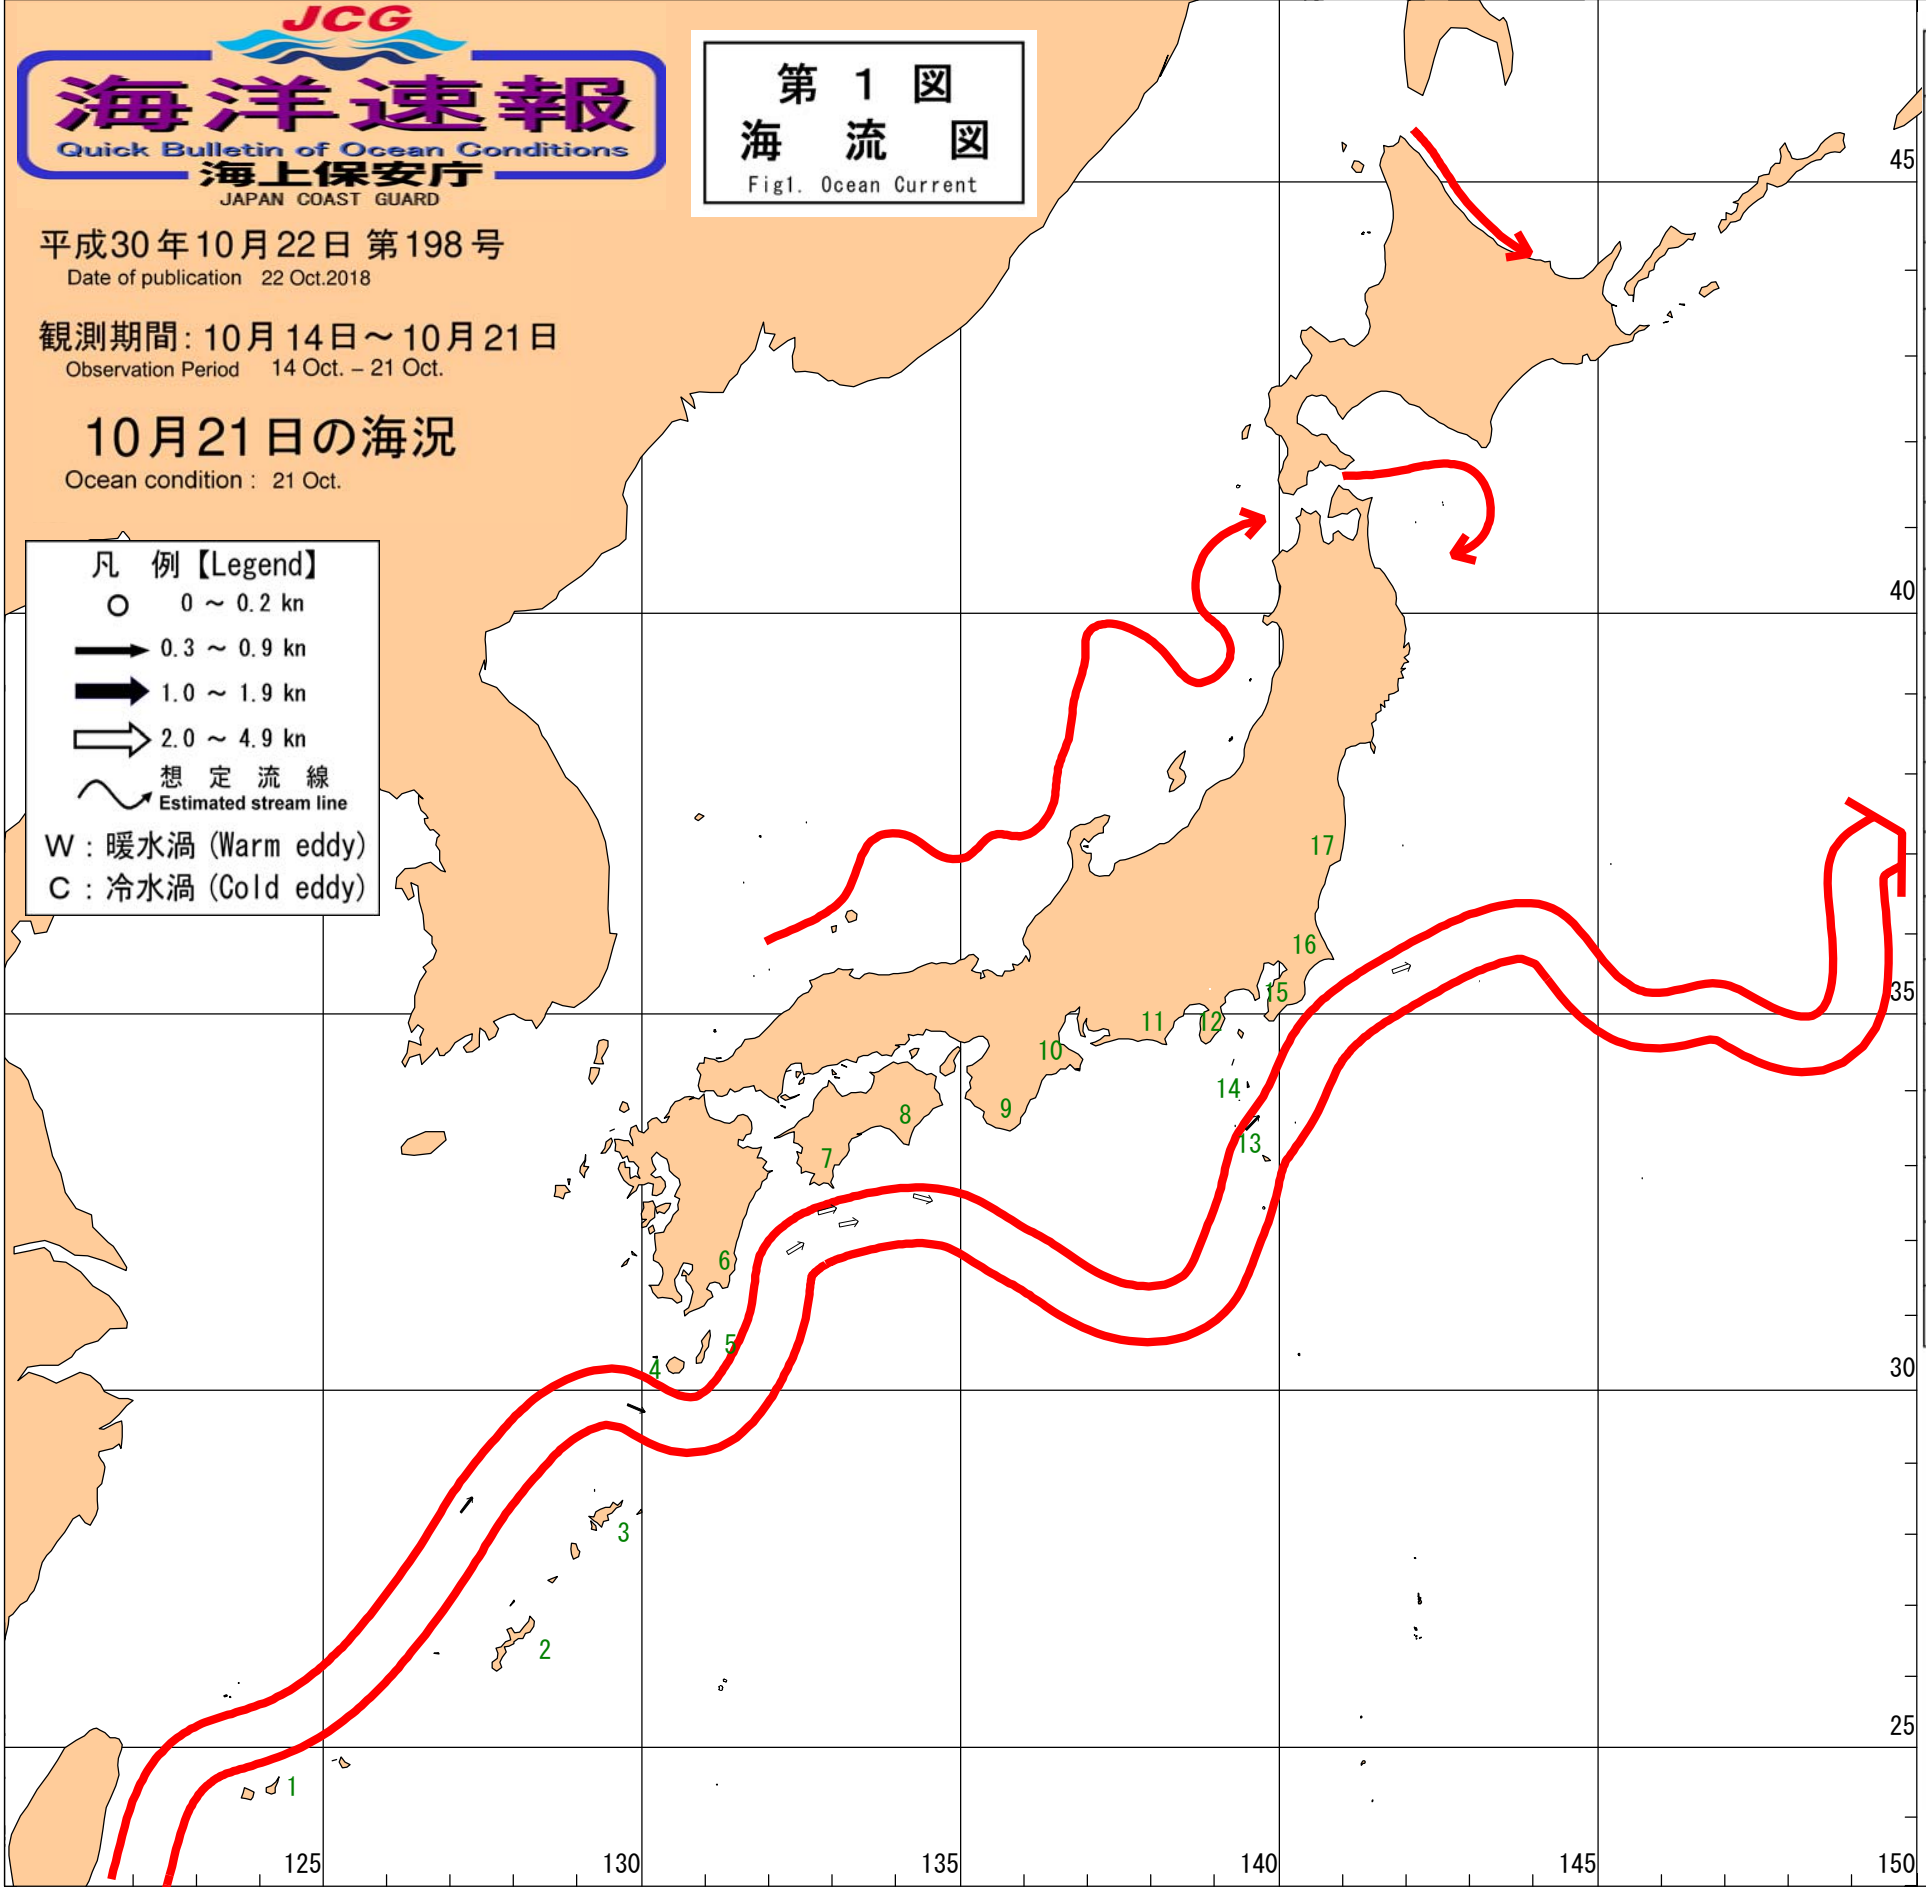 JCG
海洋速報
Quick Bulletin of Ocean Conditions
海上保安庁
JAPAN COAST GUARD
平成30年10月22日 第198号
Date of publication 22 Oct.2018
観測期間：10月14日～10月21日
Observation Period 14 Oct. – 21 Oct.
10月21日の海況
Ocean condition : 21 Oct.
第 1 図
海 流 図
Fig1. Ocean Current
凡 例【Legend】
0 ～ 0.2 kn
0.3 ～ 0.9 kn
1.0 ～ 1.9 kn
2.0 ～ 4.9 kn
想 定 流 線
Estimated stream line
W：暖水渦 (Warm eddy)
C：冷水渦 (Cold eddy)
45
40
35
30
25
17
16
15
11
12
10
14
9
8
13
7
6
5
4
3
2
1
125
130
135
140
145
150